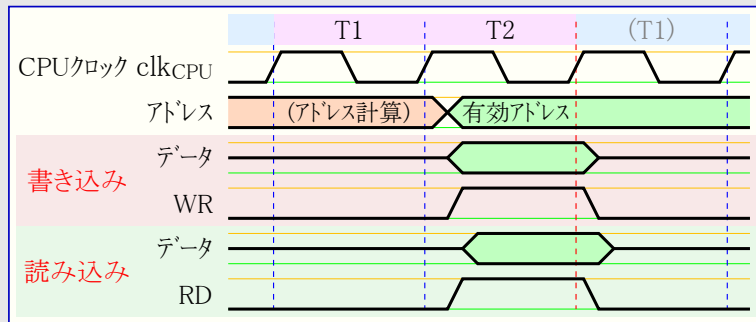 T1 T2 (T1)
CPUｸﾛｯｸ clkCPU
ｱﾄﾞﾚｽ (ｱﾄﾞﾚｽ計算) 有効ｱﾄﾞﾚｽ
書き込み
ﾃﾞｰﾀ
WR
読み込み
ﾃﾞｰﾀ
RD